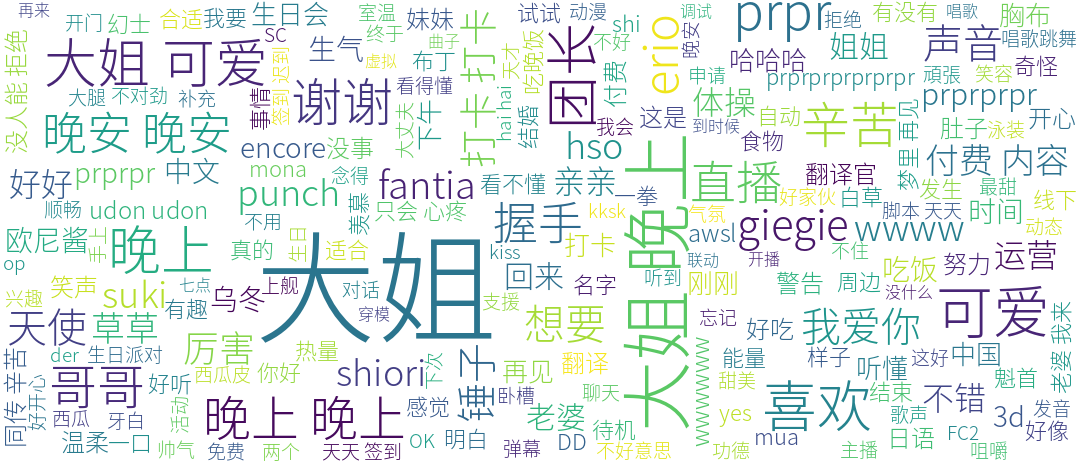 再来
开门 幻士
合适
我要
生日会
妹妹
试试
动漫
shi
拒绝
有没有
胸布
唱歌
调试
大姐 可爱
sc
生气
室温
终于
曲子
不好
晚安
prpr
声音
唱歌跳舞
没人能 拒绝
谢谢
虚拟
布丁
天才
吃晚饭
团长
付费
erio
哈哈哈
姐姐
奇怪
大腿
不对劲
补充
事情
签到 迟到
看得懂
打卡 打卡
hai hai
申请
prprprprprpr
頑張
笑容
prprprpr
晚安 晚安
大丈夫
下午
结婚
我会
这是
体操
自动
辛苦
再见
梦里
肚子
泳装
开心
encore
没事
hso
到时候
食物
付费 内容
好好
prprpr
中文
mona
念得
羡慕
fantia
看不懂
亲亲
一拳
直播
翻译官
发生
最甜
线下
顺畅
udon udon
punch
不用
只会
心疼
握手
kksk
气氛
好家伙
白草
脚本
天天
时间
动态
欧尼酱
手上
晚上
真的
生日
适合
打卡
awsl
giegie
wwww
运营
op
七点
笑声
上舰
大姐
kiss
大姐 晚上
联动
开播
不住
努力
兴趣
suki
有趣
乌冬
对话
穿模
回来
名字
听到
刚刚
警告
周边
吃饭
没什么
可爱
天使
草草
厉害
支援
想要
忘记
好吃
我爱你
我来
老婆
同传 辛苦
der
生日派对
热量
锤子
下次
再见
翻译
wwwwwwww
能量
样子
听懂
这好
中国
魁首
好开心
哥哥
好听
西瓜皮
你好
shiori
卧槽
聊天
甜美
喜欢
结束
不错
西瓜
牙白
活动
晚上 晚上
感觉
老婆
待机
yes
mua
歌声
3d
发音
好像
温柔
一口
帅气
免费
两个
天天
签到
OK
明白
弹幕
DD
不好意思
功德
主播
日语
FC2
咀嚼